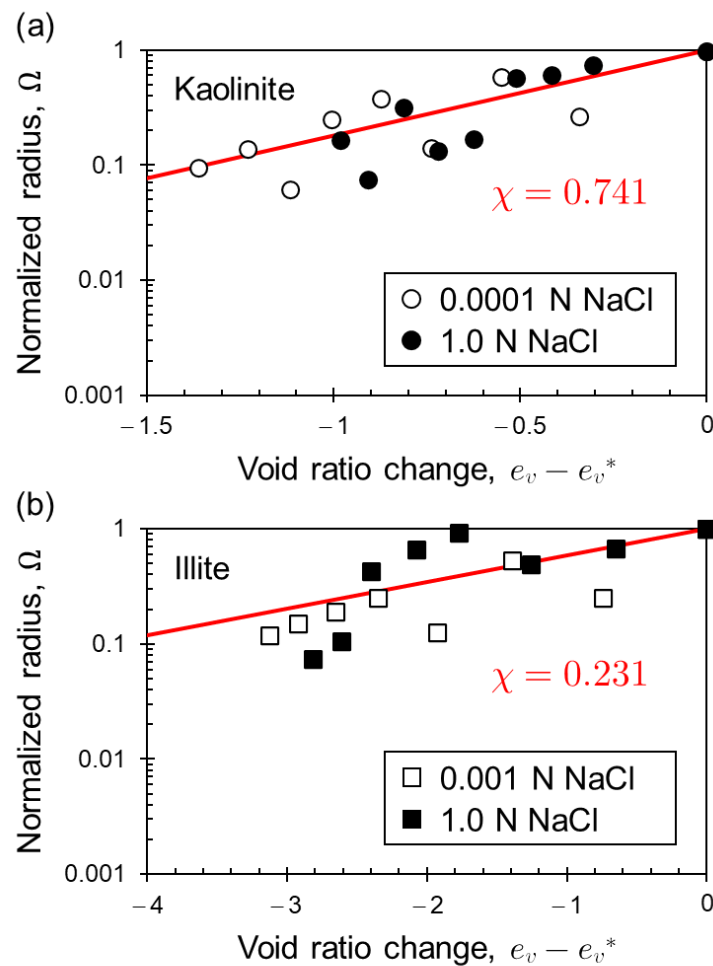 (a)
1
Kaolinite
0.1
χ = 0.741
0.01
0.0001 N NaCl
1.0 N NaCl
0.001
−1.5 −1 −0.5 0
Normalized radius, Ω
Void ratio change, e_v − e_v*
(b)
1
Illite
0.1
χ = 0.231
0.01
0.001 N NaCl
1.0 N NaCl
0.001
−4 −3 −2 −1 0
Normalized radius, Ω
Void ratio change, e_v − e_v*